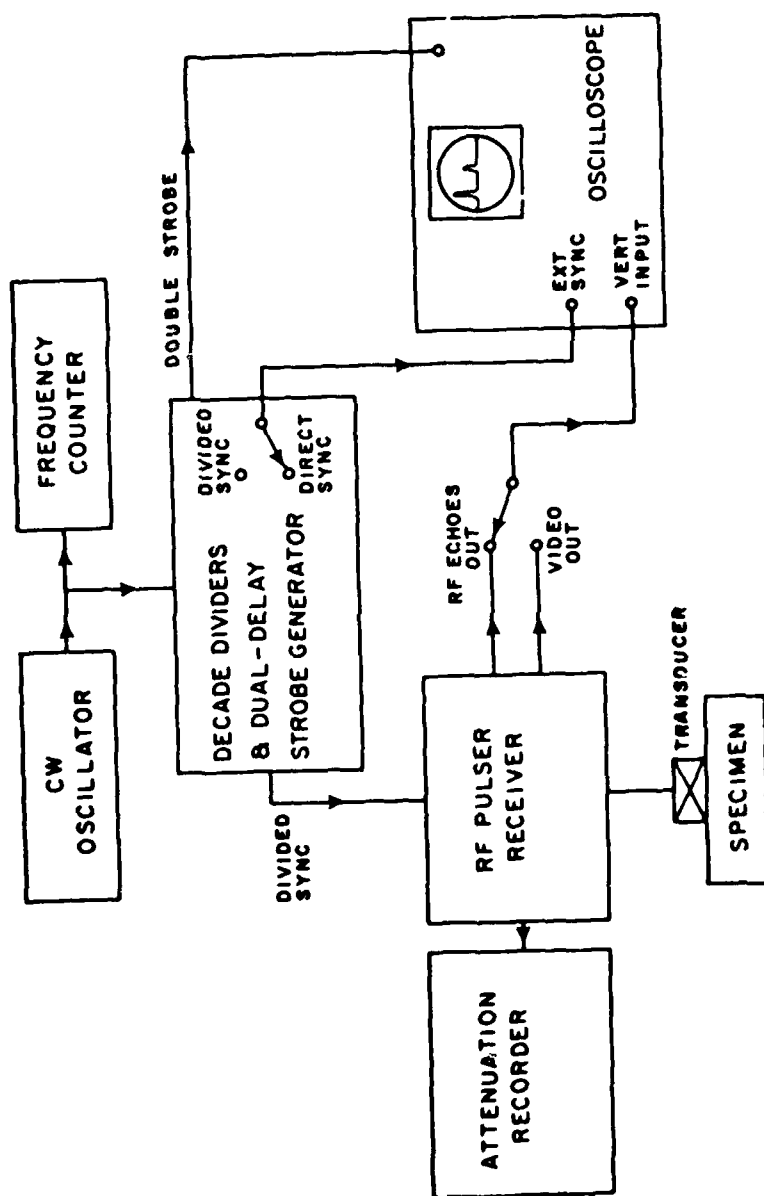 CW
OSCILLATOR
FREQUENCY
COUNTER
DECADE DIVIDERS
& DUAL-DELAY
STROBE GENERATOR
DIVIDED
SYNC
DIRECT
SYNC
DOUBLE STROBE
DIVIDED
SYNC
ATTENUATION
RECORDER
RF PULSER
RECEIVER
RF ECHOES
OUT
VIDEO
OUT
EXT
SYNC
VERT
INPUT
OSCILLOSCOPE
TRANSDUCER
SPECIMEN